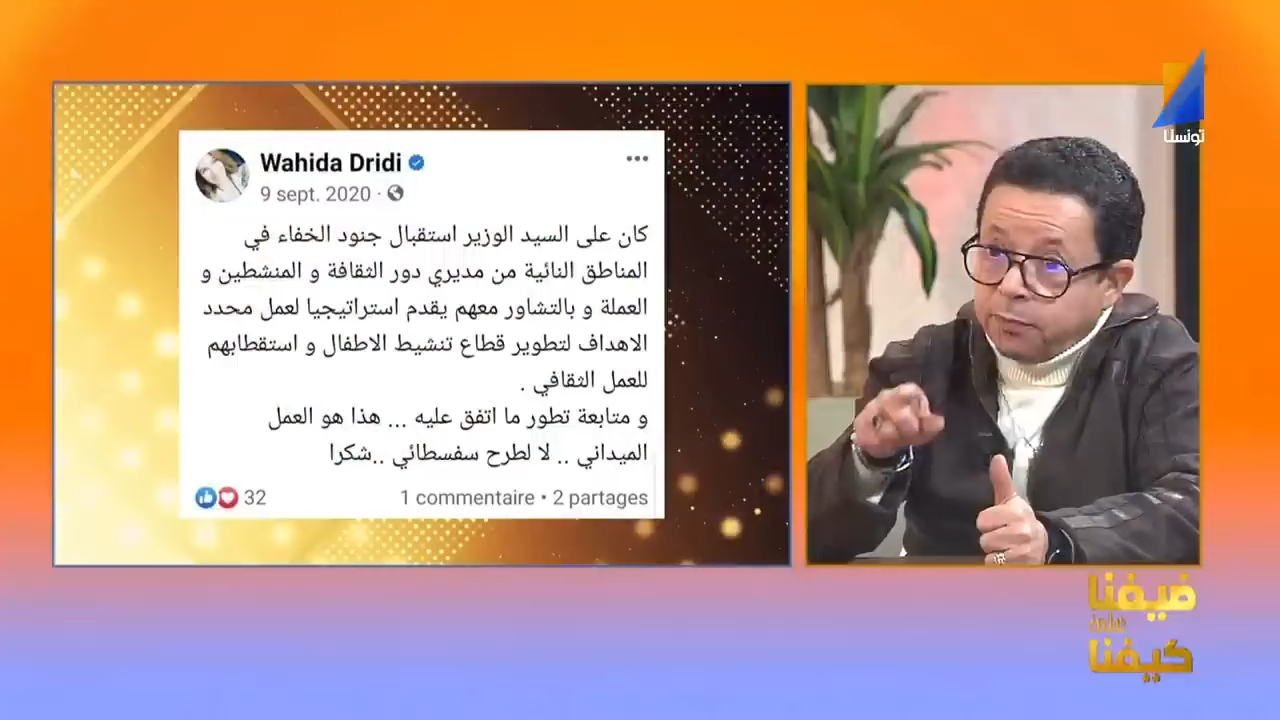 Wahida Dridi
9 sept. 2020
كان على السيد الوزير استقبال جنود الخفاء في
المناطق النائية من مديري دور الثقافة و المنشطين و
العملة و بالتشاور معهم يقدم استراتيجيا لعمل محدد
الاهداف لتطوير قطاع تنشيط الاطفال و استقطابهم
للعمل الثقافي .
و متابعة تطور ما اتفق عليه ... هذا هو العمل
الميداني .. لا لطرح سفسطائي ..شكرا
32
1 commentaire • 2 partages
تونسنا
ضيفنا
على
كيفنا